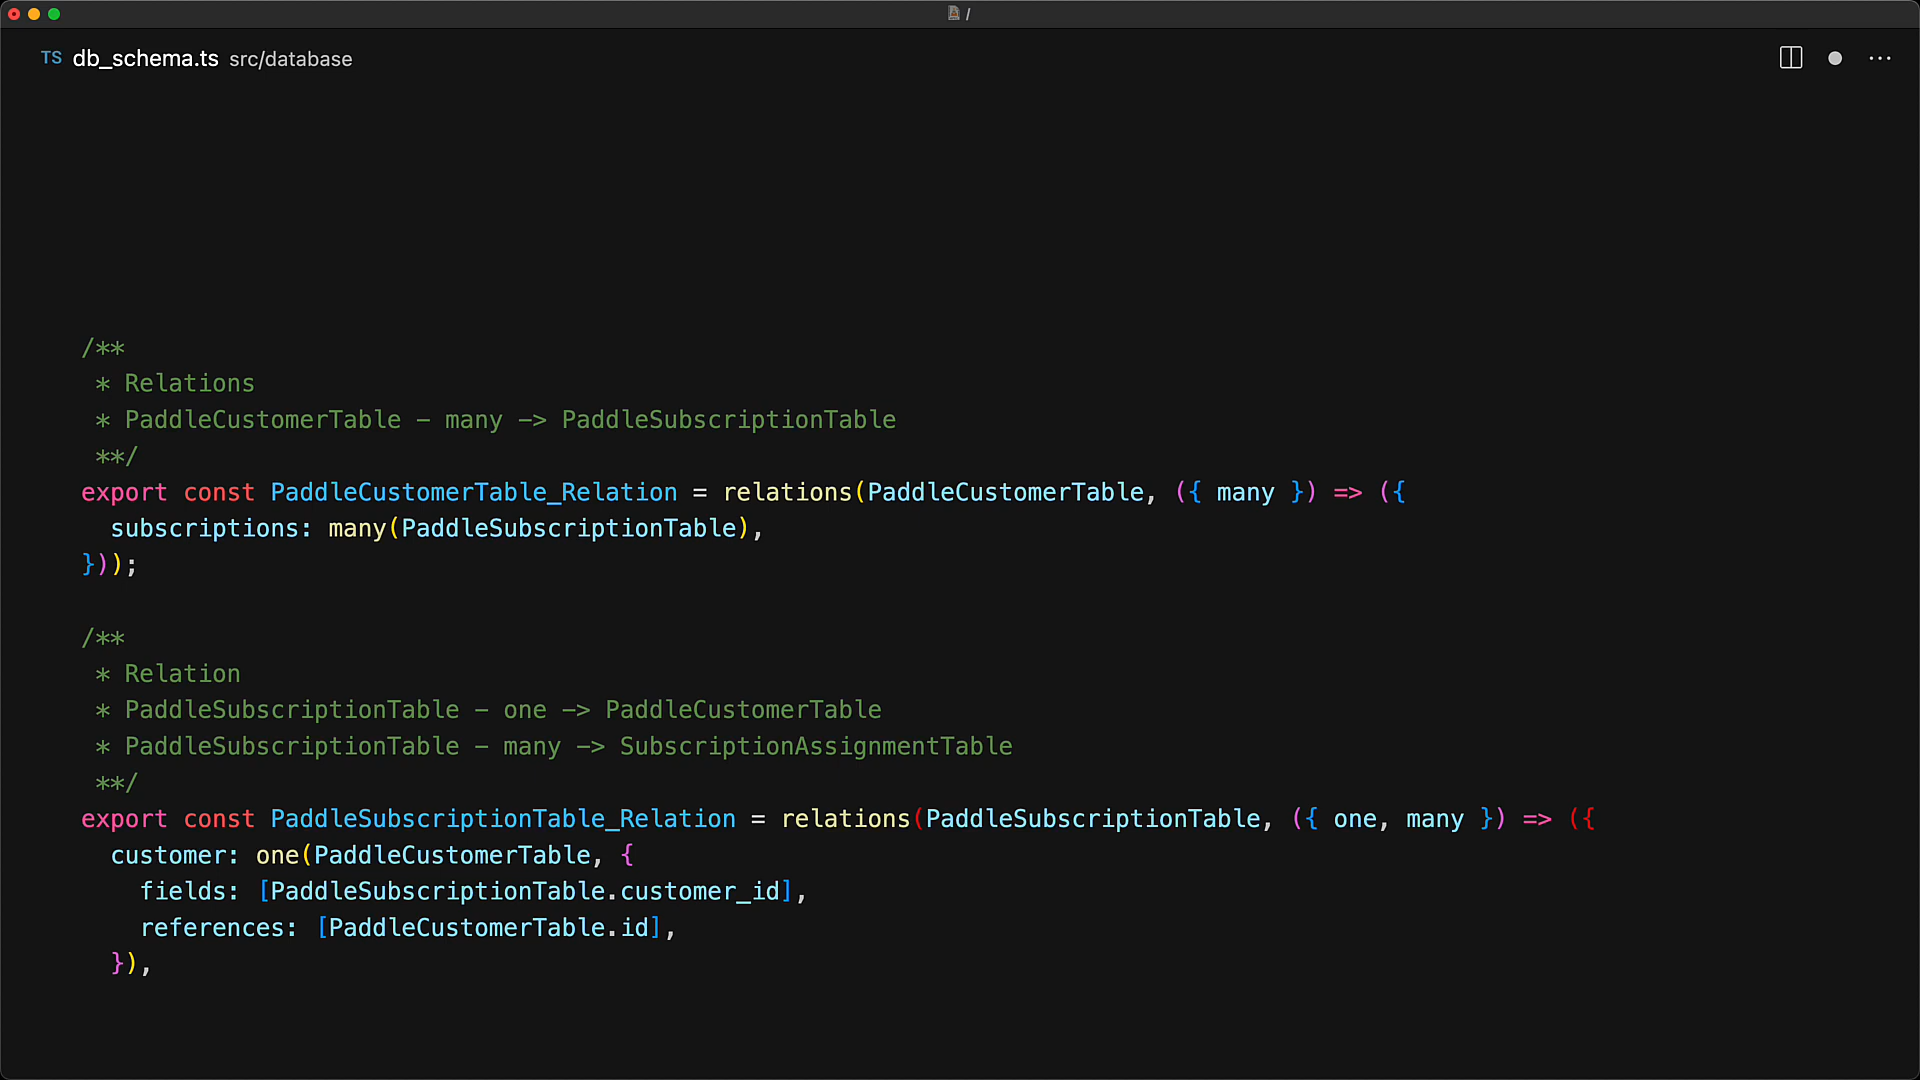 /
TS db_schema.ts src/database
/**
 * Relations
 * PaddleCustomerTable - many -> PaddleSubscriptionTable
 **/
export const PaddleCustomerTable_Relation = relations(PaddleCustomerTable, ({ many }) => ({
  subscriptions: many(PaddleSubscriptionTable),
}));
/**
 * Relation
 * PaddleSubscriptionTable - one -> PaddleCustomerTable
 * PaddleSubscriptionTable - many -> SubscriptionAssignmentTable
 **/
export const PaddleSubscriptionTable_Relation = relations(PaddleSubscriptionTable, ({ one, many }) => ({
  customer: one(PaddleCustomerTable, {
    fields: [PaddleSubscriptionTable.customer_id],
    references: [PaddleCustomerTable.id],
  }),